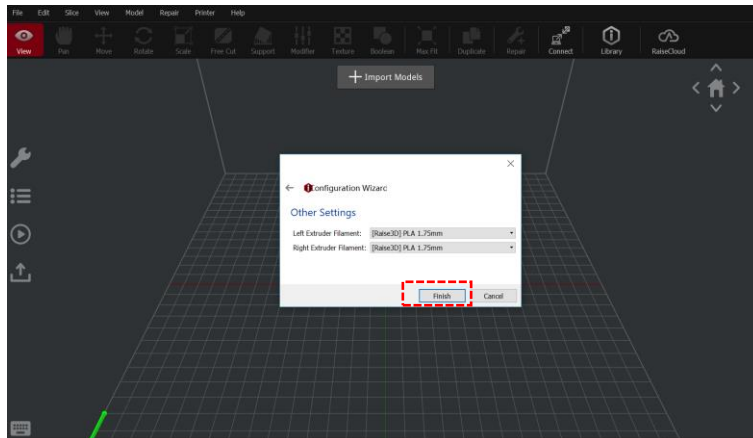 File Edit Slice View Model Repair Printer Help
View Pan Move Rotate Scale Free Cut Support Modifier Texture Boolean Max Fit Duplicate Repair Connect Library RaiseCloud
Import Models
Configuration Wizard
Other Settings
Left Extruder Filament: [Raise3D] PLA 1.75mm
Right Extruder Filament: [Raise3D] PLA 1.75mm
Finish Cancel